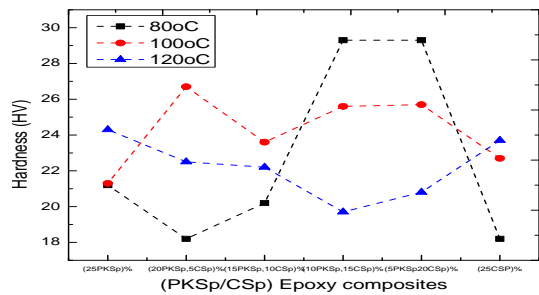 80oC
100oC
120oC
Hardness (HV)
30
28
26
24
22
20
18
(25PKSp)%
(20PKSp,5CSp)%
(15PKSp,10CSp)%
(10PKSp,15CSp)%
(5PKSp20CSp)%
(25CSP)%
(PKSp/CSp) Epoxy composites